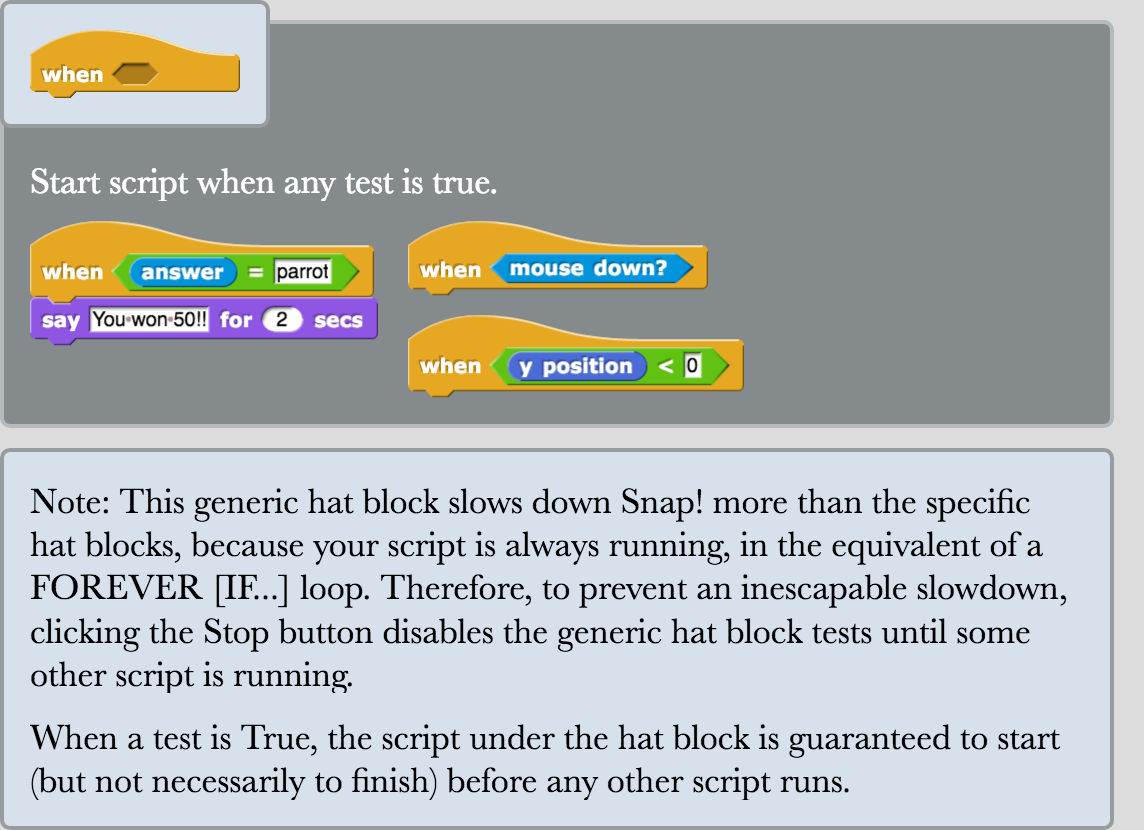 when
Start script when any test is true.
when answer = parrot
say You•won•50!! for 2 secs
when mouse down?
when y position < 0
Note: This generic hat block slows down Snap! more than the specific
hat blocks, because your script is always running, in the equivalent of a
FOREVER [IF...] loop. Therefore, to prevent an inescapable slowdown,
clicking the Stop button disables the generic hat block tests until some
other script is running.
When a test is True, the script under the hat block is guaranteed to start
(but not necessarily to finish) before any other script runs.